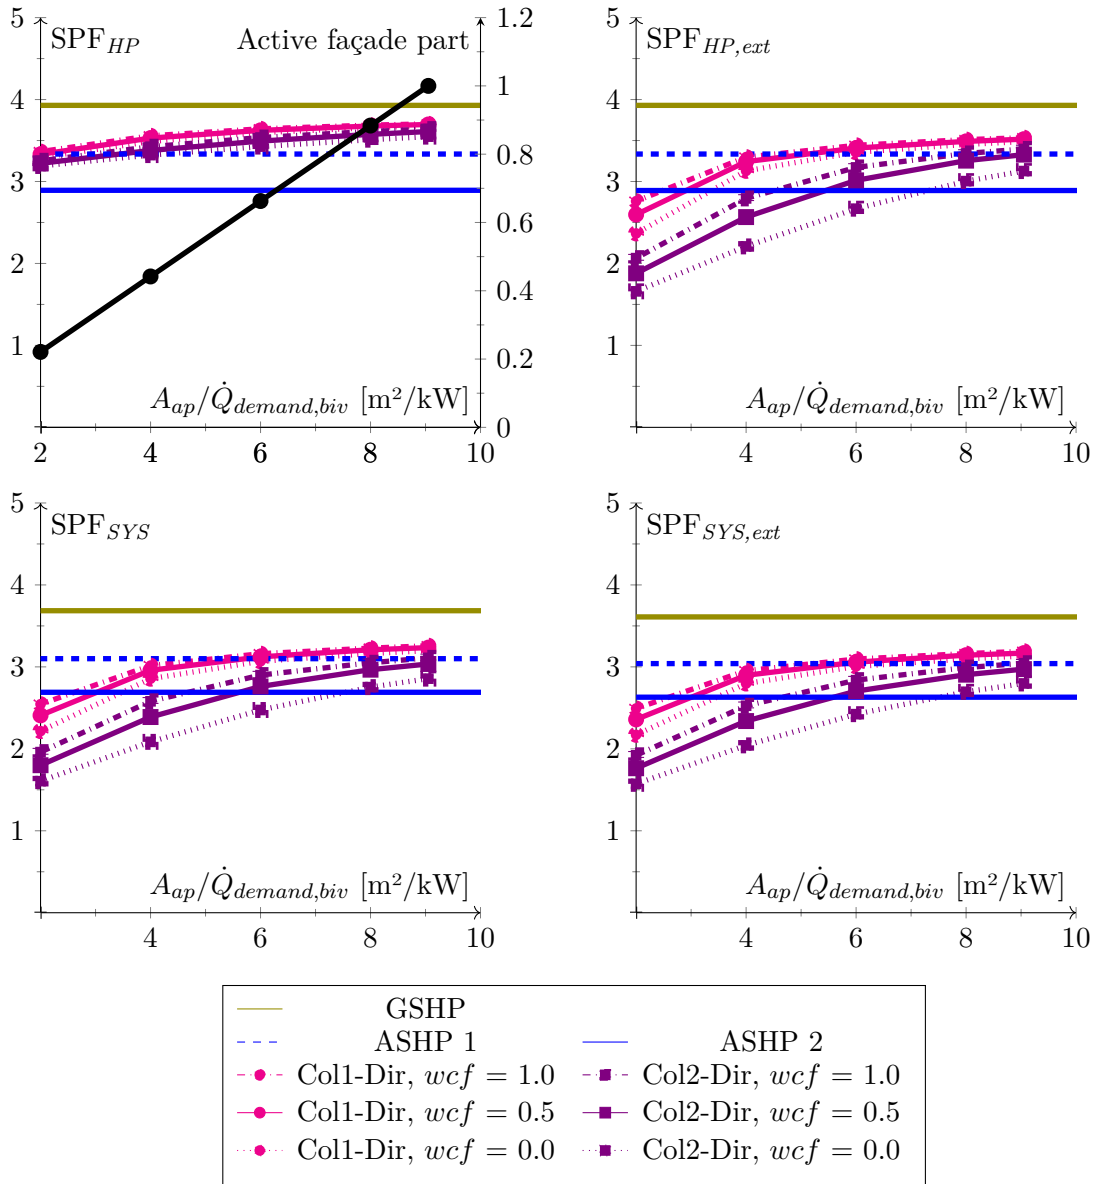 5 1.2 5
SPF_HP Active façade part SPF_HP,ext
1
4 4
0.8
3 3
0.6
2 2
0.4
1 1
0.2
A_ap/Q̇_demand,biv [m²/kW] A_ap/Q̇_demand,biv [m²/kW]
0
2 4 6 8 10 4 6 8 10
5 5
SPF_SYS SPF_SYS,ext
4 4
3 3
2 2
1 1
A_ap/Q̇_demand,biv [m²/kW] A_ap/Q̇_demand,biv [m²/kW]
4 6 8 10 4 6 8 10
GSHP
ASHP 1 ASHP 2
Col1-Dir, wcf = 1.0 Col2-Dir, wcf = 1.0
Col1-Dir, wcf = 0.5 Col2-Dir, wcf = 0.5
Col1-Dir, wcf = 0.0 Col2-Dir, wcf = 0.0